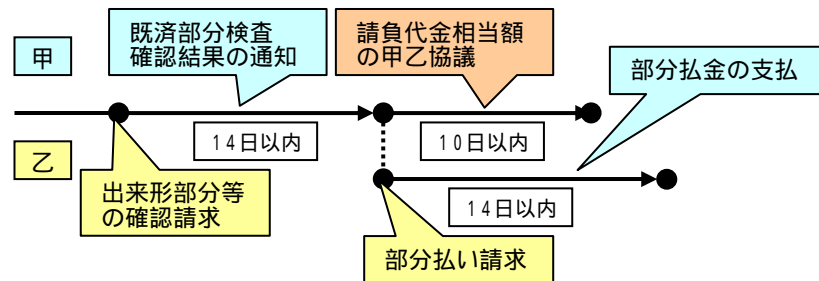 甲
既済部分検査
確認結果の通知
請負代金相当額
の甲乙協議
部分払金の支払
14日以内
10日以内
乙
出来形部分等
の確認請求
14日以内
部分払い請求